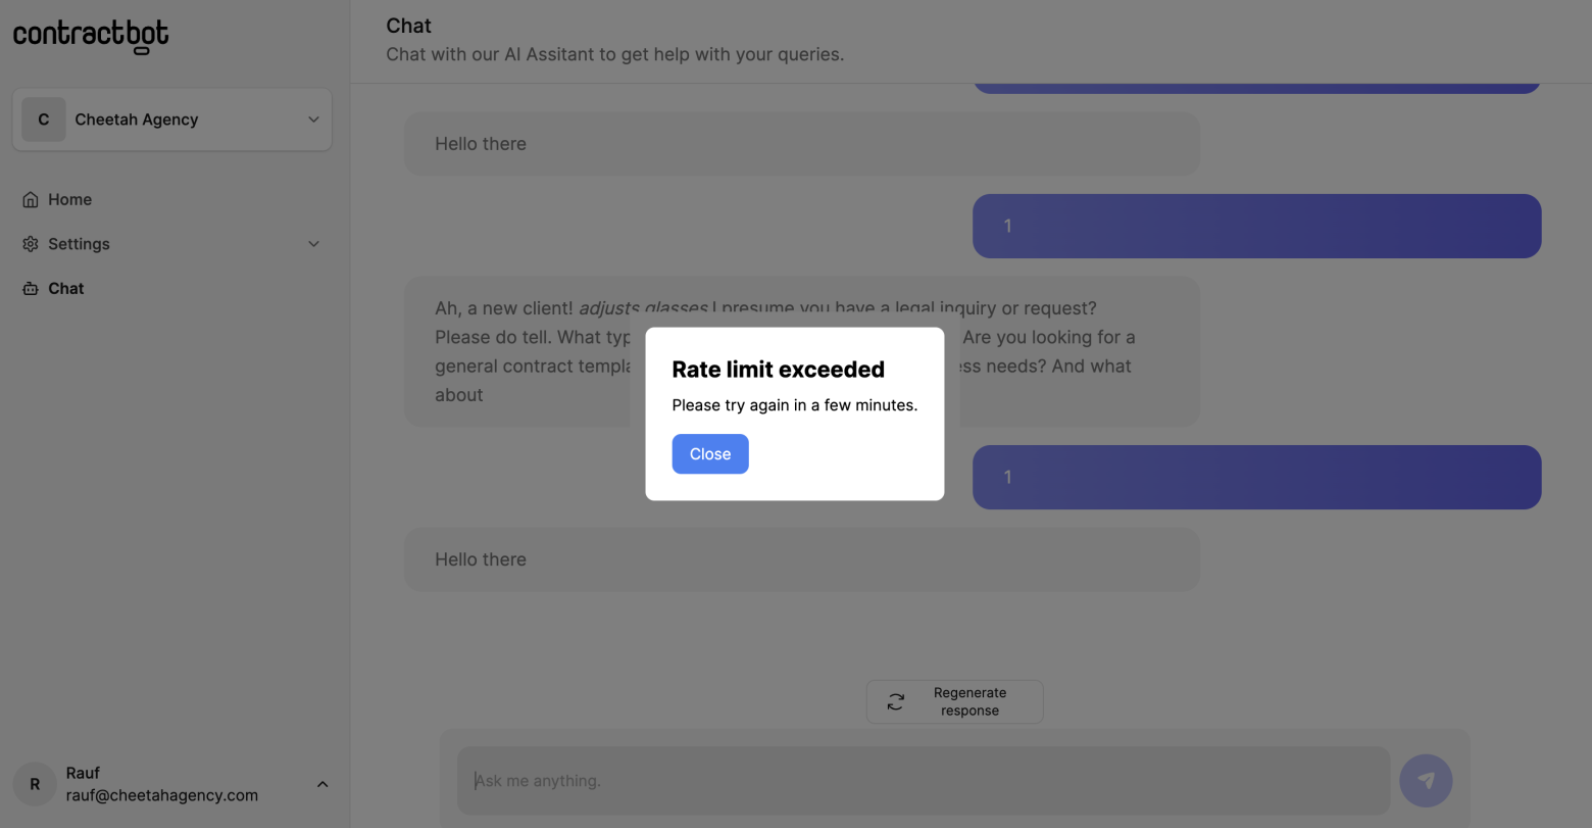 contractbot
C
Cheetah Agency
Home
Settings
Chat
R
Rauf
rauf@cheetahagency.com
Chat
Chat with our AI Assitant to get help with your queries.
Hello there
1
Ah, a new client! adjusts glasses I presume you have a legal inquiry or request?
Please do tell. What Are you looking for a
general contract ess needs? And what
about
Rate limit exceeded
Please try again in a few minutes.
Close
1
Hello there
Regenerate
response
Ask me anything.